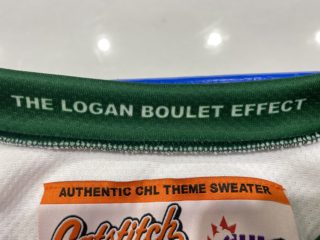 THE LOGAN BOULET EFFECT
AUTHENTIC CHL THEME SWEATER